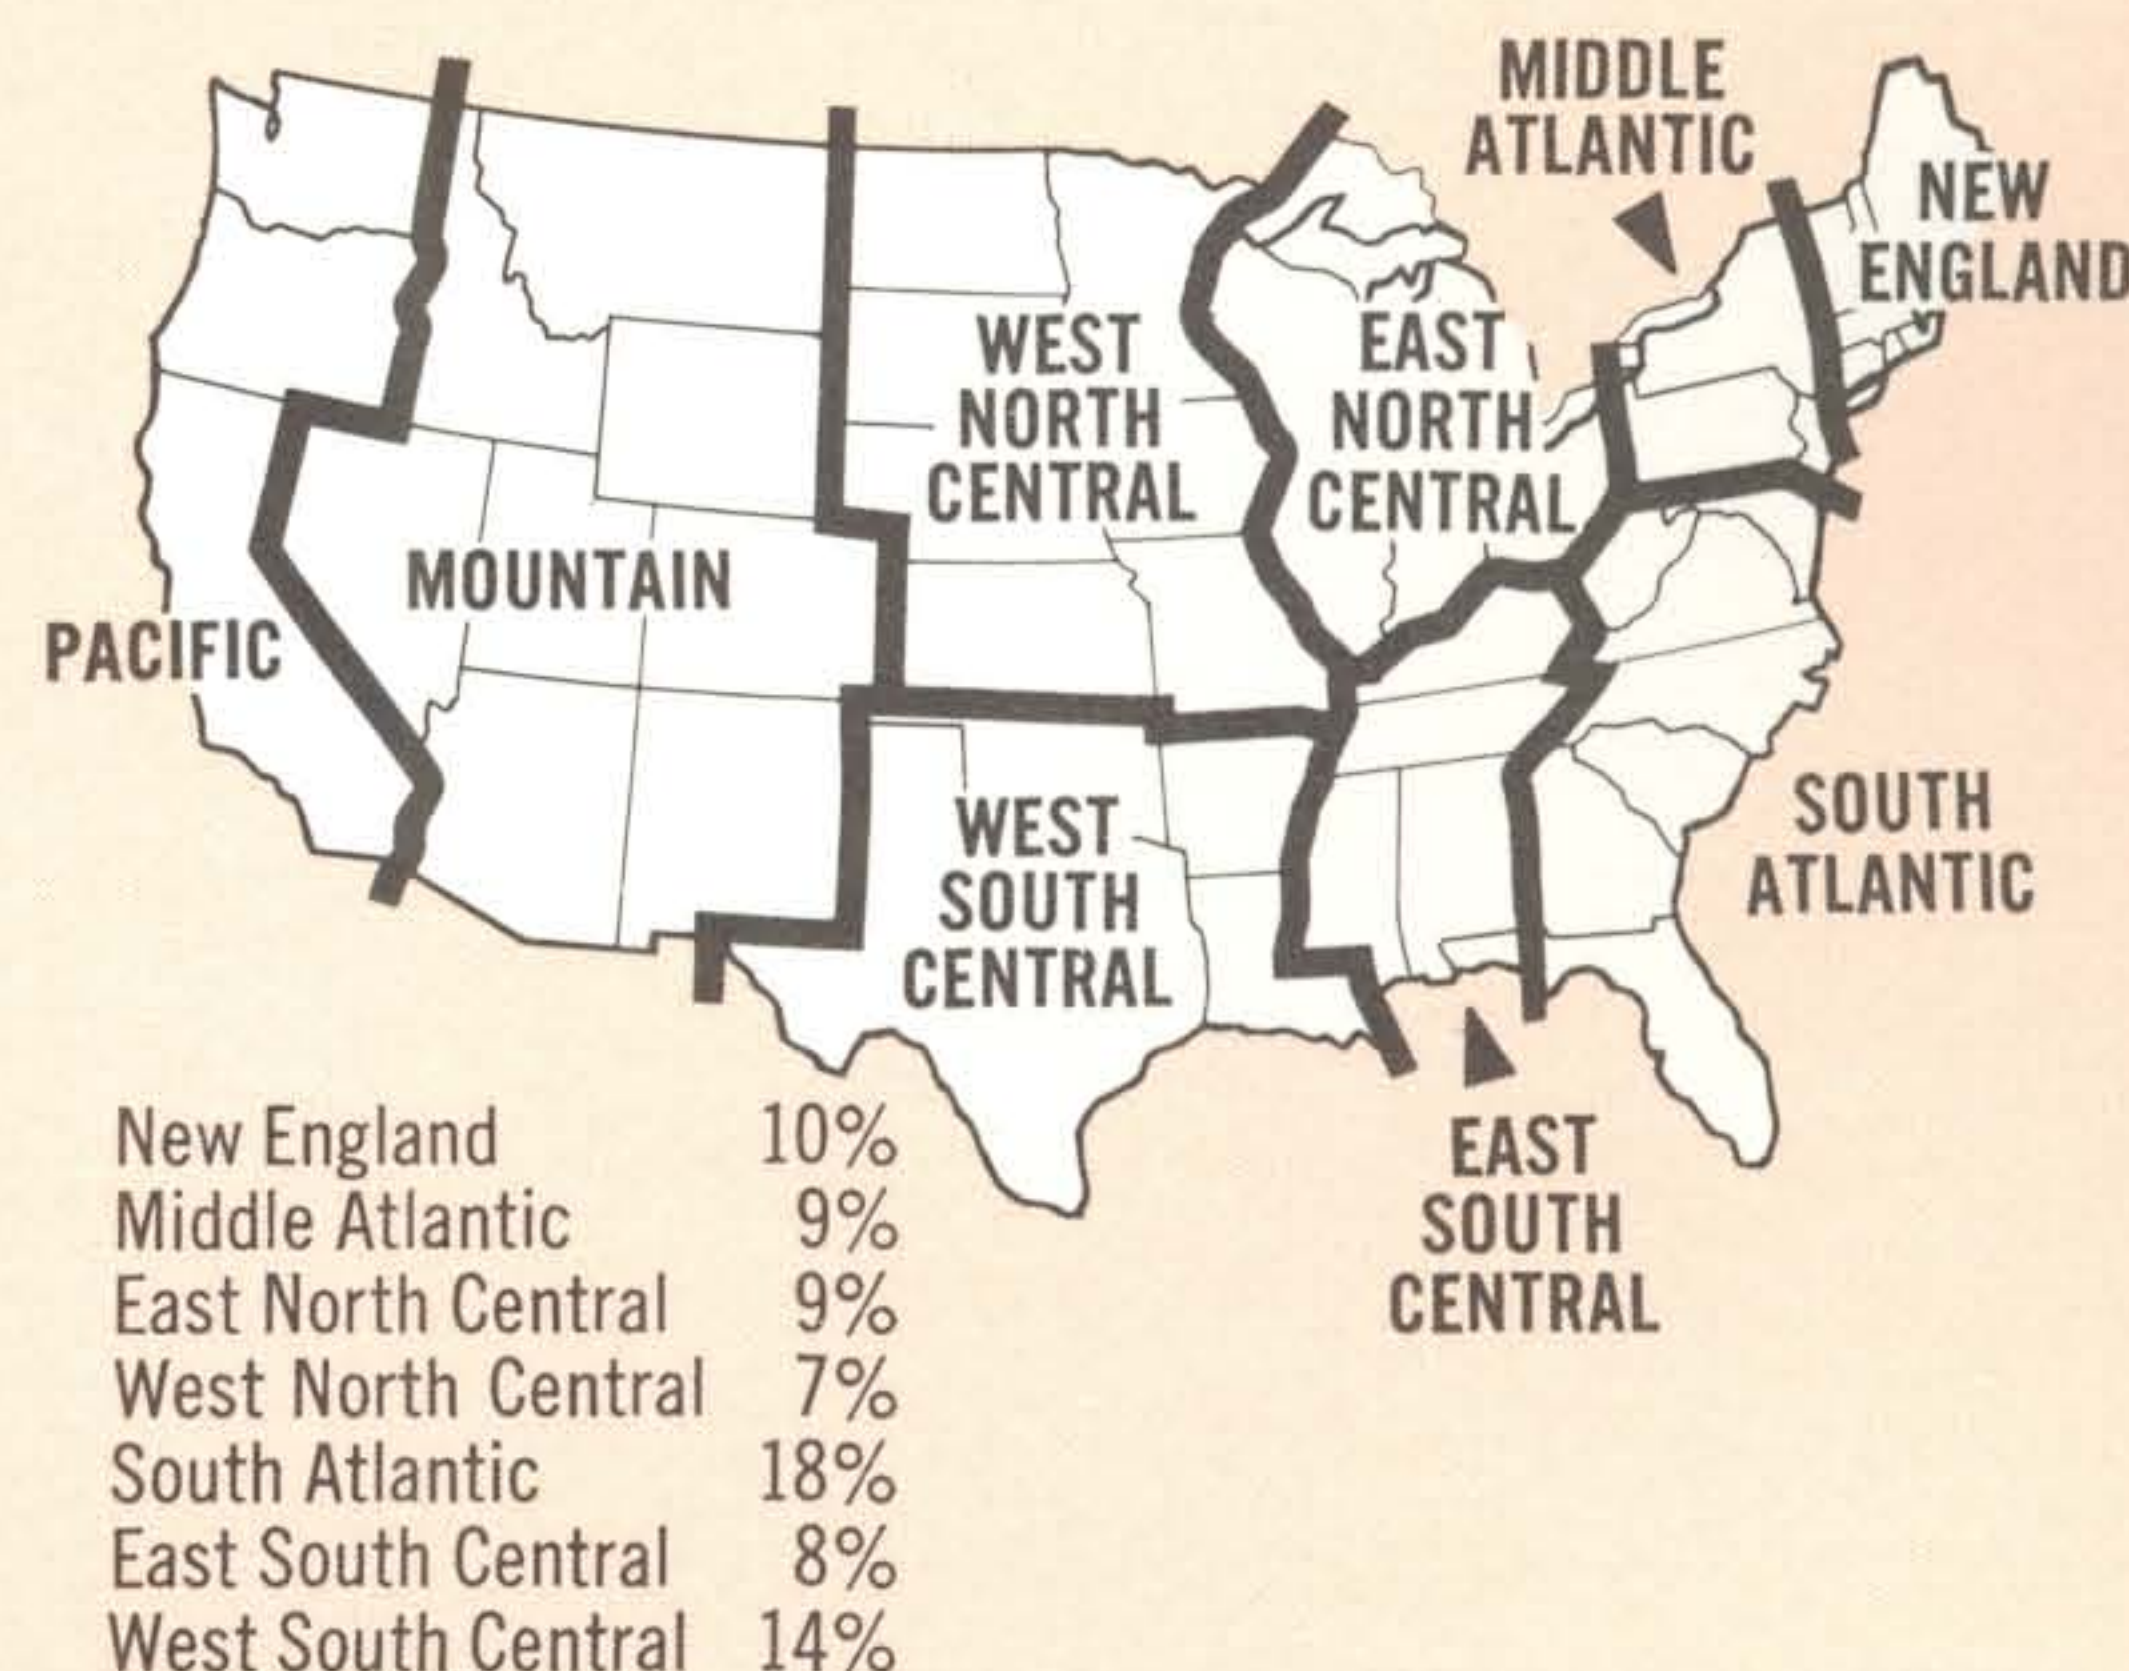 MIDDLE
ATLANTIC
NEW
ENGLAND
WEST
NORTH
CENTRAL
EAST
NORTH
CENTRAL
MOUNTAIN
PACIFIC
WEST
SOUTH
CENTRAL
SOUTH
ATLANTIC
EAST
SOUTH
CENTRAL
New England 10%
Middle Atlantic 9%
East North Central 9%
West North Central 7%
South Atlantic 18%
East South Central 8%
West South Central 14%